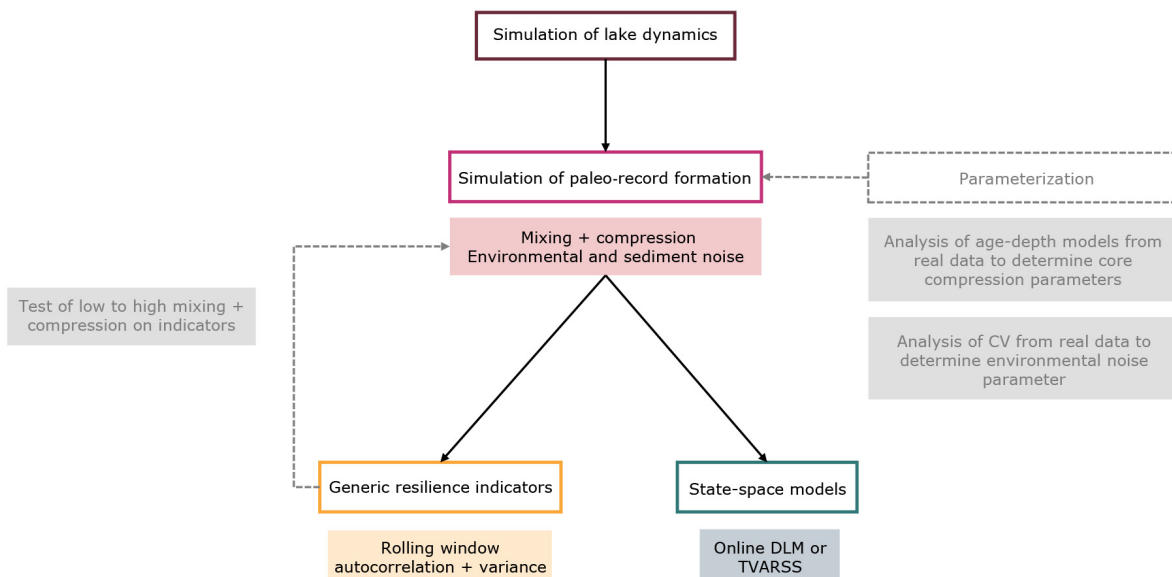 Simulation of lake dynamics
Simulation of paleo-record formation
Parameterization
Mixing + compression
Environmental and sediment noise
Analysis of age-depth models from
real data to determine core
compression parameters
Test of low to high mixing +
compression on indicators
Analysis of CV from real data to
determine environmental noise
parameter
Generic resilience indicators
State-space models
Rolling window
autocorrelation + variance
Online DLM or
TVARSS